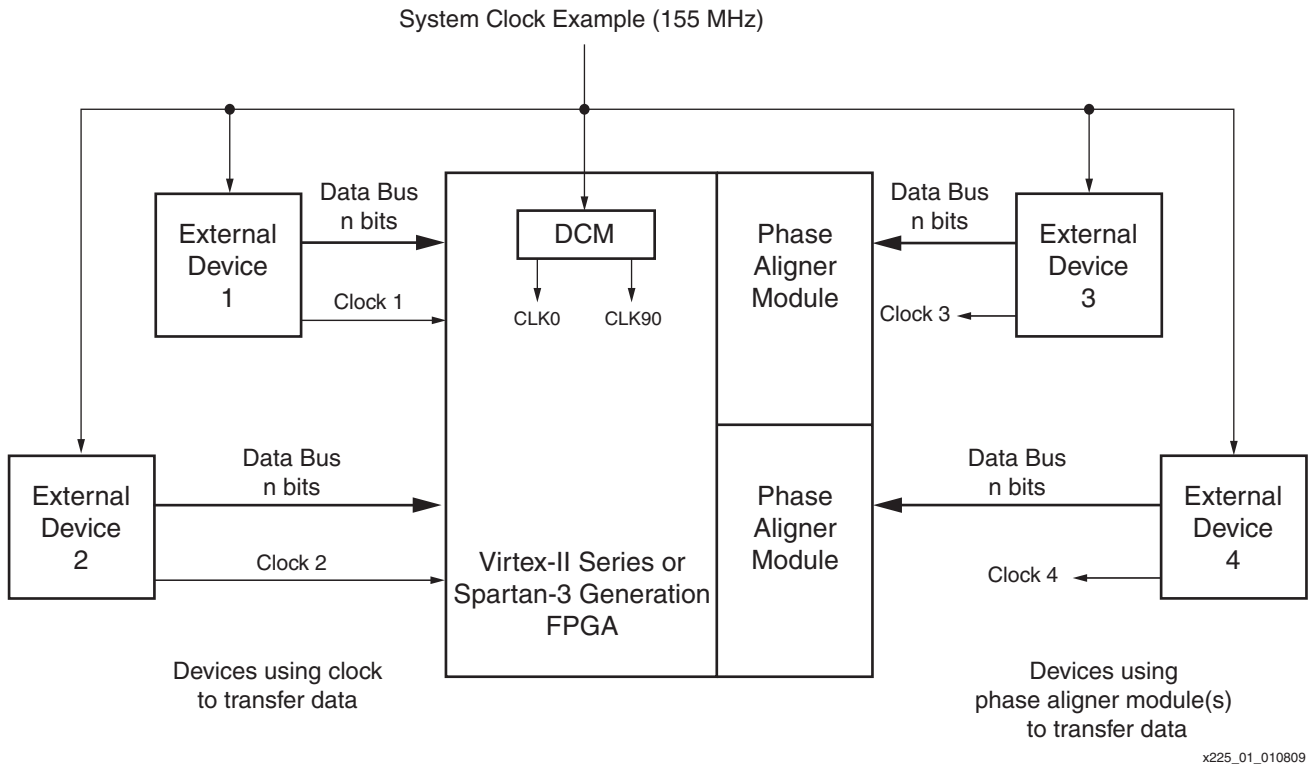 System Clock Example (155 MHz)
Data Bus
n bits
External
Device
1
Clock 1
DCM
CLK0
CLK90
Phase
Aligner
Module
Data Bus
n bits
External
Device
3
Clock 3
External
Device
2
Data Bus
n bits
Clock 2
Virtex-II Series or
Spartan-3 Generation
FPGA
Phase
Aligner
Module
Data Bus
n bits
External
Device
4
Clock 4
Devices using clock
to transfer data
Devices using
phase aligner module(s)
to transfer data
x225_01_010809